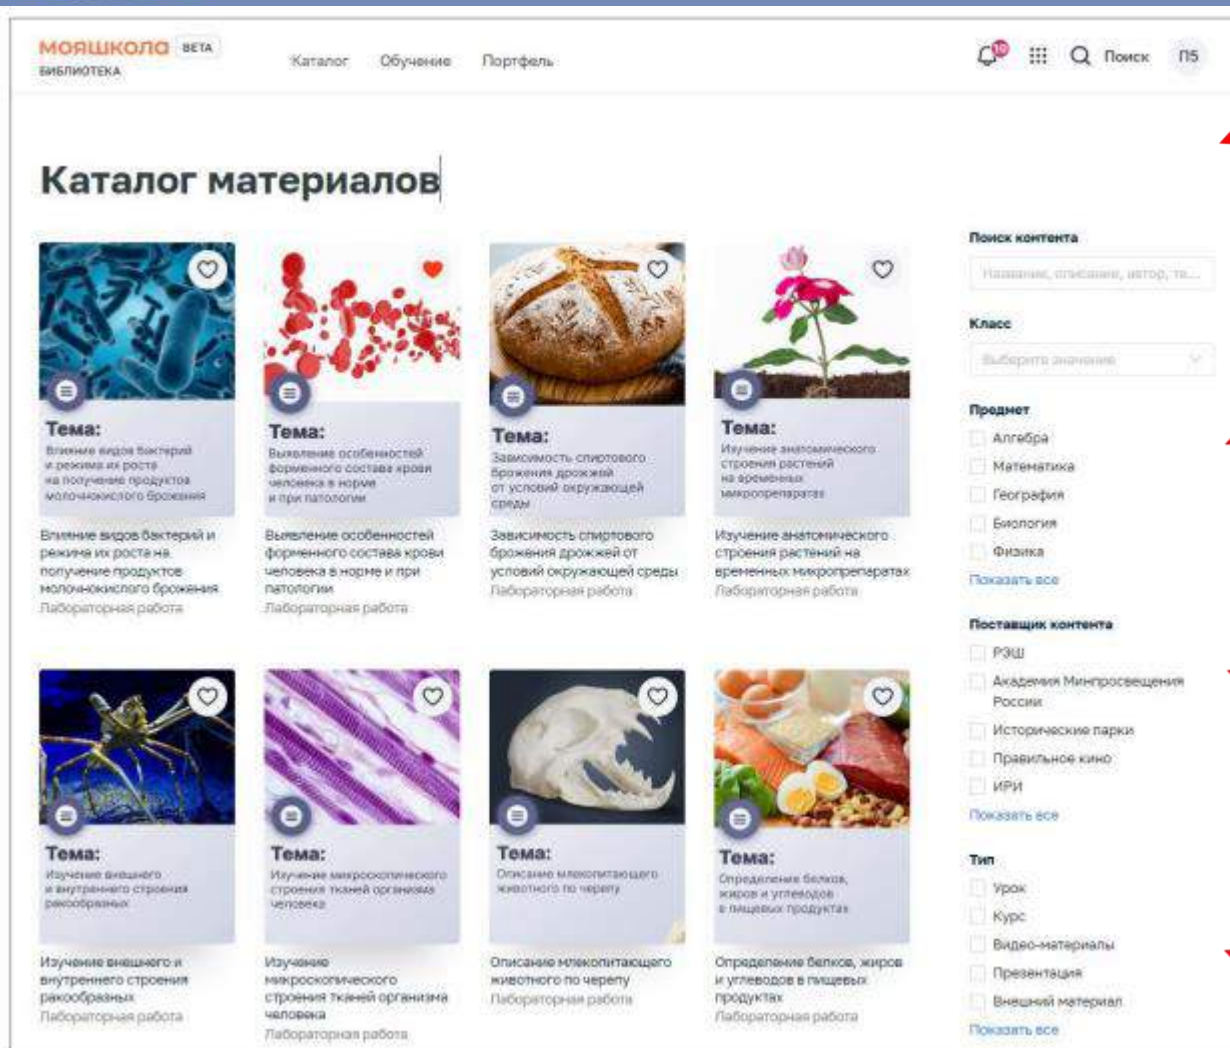 МОЯШКОЛА BETA
БИБЛИОТЕКА
Каталог Обучение Портфель
10
Поиск П5
Каталог материалов
Тема:
Влияние видов бактерий
и режима их роста
на получение продуктов
молочнокислого брожения
Влияние видов бактерий и
режима их роста на
получение продуктов
молочнокислого брожения
Лабораторная работа
Тема:
Выявление особенностей
форменного состава крови
человека в норме
и при патологии
Выявление особенностей
форменного состава крови
человека в норме и при
патологии
Лабораторная работа
Тема:
Зависимость спиртового
брожения дрожжей
от условий окружающей
среды
Зависимость спиртового
брожения дрожжей от
условий окружающей среды
Лабораторная работа
Тема:
Изучение анатомического
строения растений
на временных
микропрепаратах
Изучение анатомического
строения растений на
временных микропрепаратах
Лабораторная работа
Тема:
Изучение внешнего
и внутреннего строения
ракообразных
Изучение внешнего и
внутреннего строения
ракообразных
Лабораторная работа
Тема:
Изучение микроскопического
строения тканей организма
человека
Изучение
микроскопического
строения тканей организма
человека
Лабораторная работа
Тема:
Описание млекопитающего
животного по черепу
Описание млекопитающего
животного по черепу
Лабораторная работа
Тема:
Определение белков,
жиров и углеводов
в пищевых продуктах
Определение белков, жиров
и углеводов в пищевых
продуктах
Лабораторная работа
Поиск контента
Название, описание, автор, те...
Класс
Выберите значение
Предмет
Алгебра
Математика
География
Биология
Физика
Показать все
Поставщик контента
РЭШ
Академия Минпросвещения
России
Исторические парки
Правильное кино
ИРИ
Показать все
Тип
Урок
Курс
Видео-материалы
Презентация
Внешний материал
Показать все